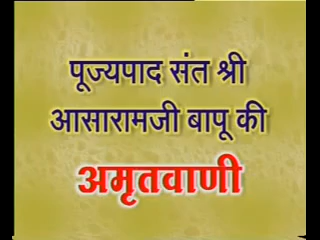 पूज्यपाद संत श्री
आसारामजी बापू की
अमृतवाणी